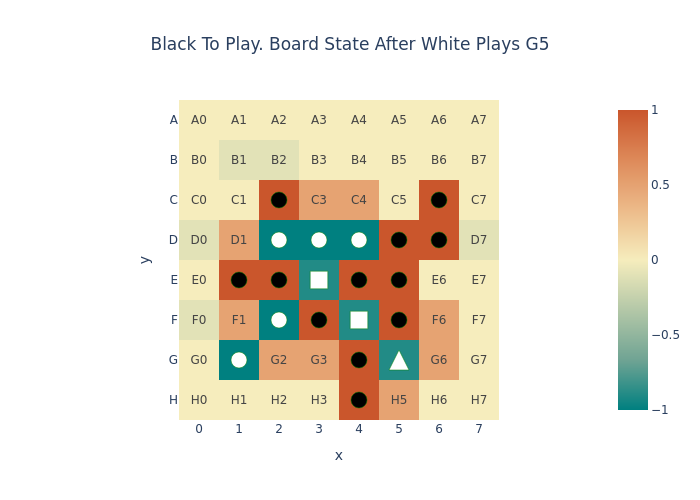 Black To Play. Board State After White Plays G5
A A0 A1 A2 A3 A4 A5 A6 A7
B B0 B1 B2 B3 B4 B5 B6 B7
C C0 C1 C3 C4 C5 C7
D D0 D1 D7
E E0 E6 E7
F F0 F1 F6 F7
G G0 G2 G3 G6 G7
H H0 H1 H2 H3 H5 H6 H7
0 1 2 3 4 5 6 7
x
y
1
0.5
0
−0.5
−1